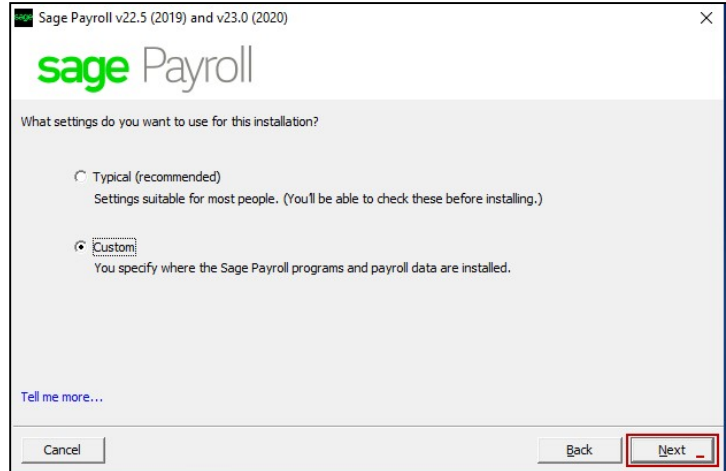 sage Sage Payroll v22.5 (2019) and v23.0 (2020)
sage Payroll
What settings do you want to use for this installation?
Typical (recommended)
Settings suitable for most people. (You'll be able to check these before installing.)
Custom
You specify where the Sage Payroll programs and payroll data are installed.
Tell me more...
Cancel Back Next